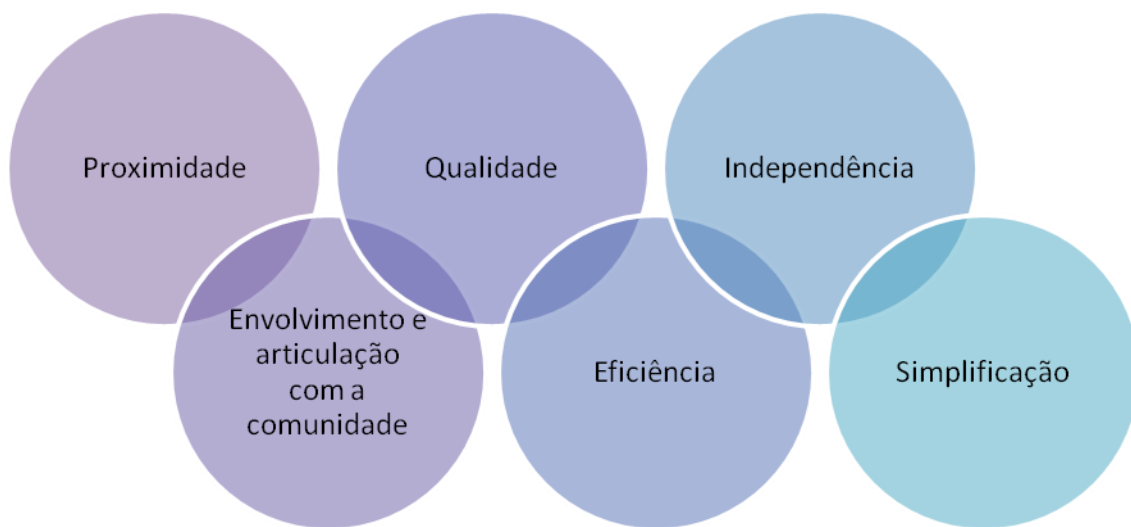 Proximidade
Qualidade
Independência
Envolvimento e
articulação
com a
comunidade
Eficiência
Simplificação